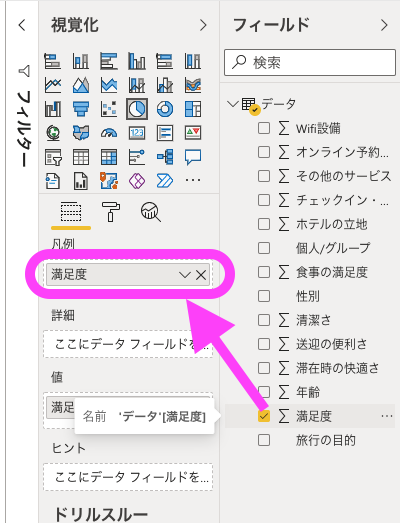 視覚化
フィールド
フィルター
検索
データ
Wifi設備
オンライン予約...
その他のサービス
チェックイン・...
ホテルの立地
個人/グループ
食事の満足度
性別
清潔さ
送迎の便利さ
滞在時の快適さ
年齢
満足度
旅行の目的
123
凡例
満足度
詳細
ここにデータ フィールドを...
値
満足
名前 'データ'[満足度]
ヒント
ここにデータ フィールドを...
ドリルスルー